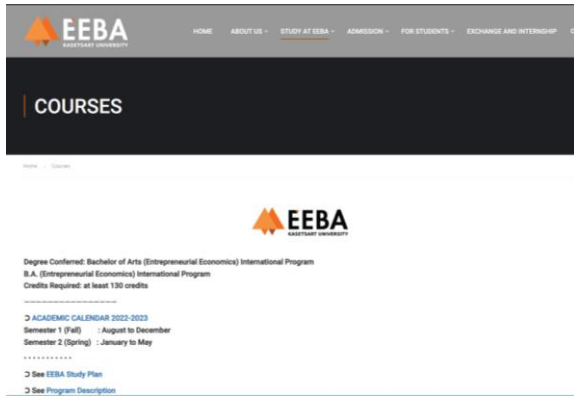 EEBA
KASETSART UNIVERSITY
HOME ABOUT US STUDY AT EEBA ADMISSION FOR STUDENTS EXCHANGE AND INTERNSHIP
COURSES
Home / Courses
EEBA
KASETSART UNIVERSITY
Degree Conferred: Bachelor of Arts (Entrepreneurial Economics) International Program
B.A. (Entrepreneurial Economics) International Program
Credits Required: at least 130 credits
————————————————
Ͻ ACADEMIC CALENDAR 2022-2023
Semester 1 (Fall) : August to December
Semester 2 (Spring) : January to May
• • • • • • • • • • •
Ͻ See EEBA Study Plan
Ͻ See Program Description